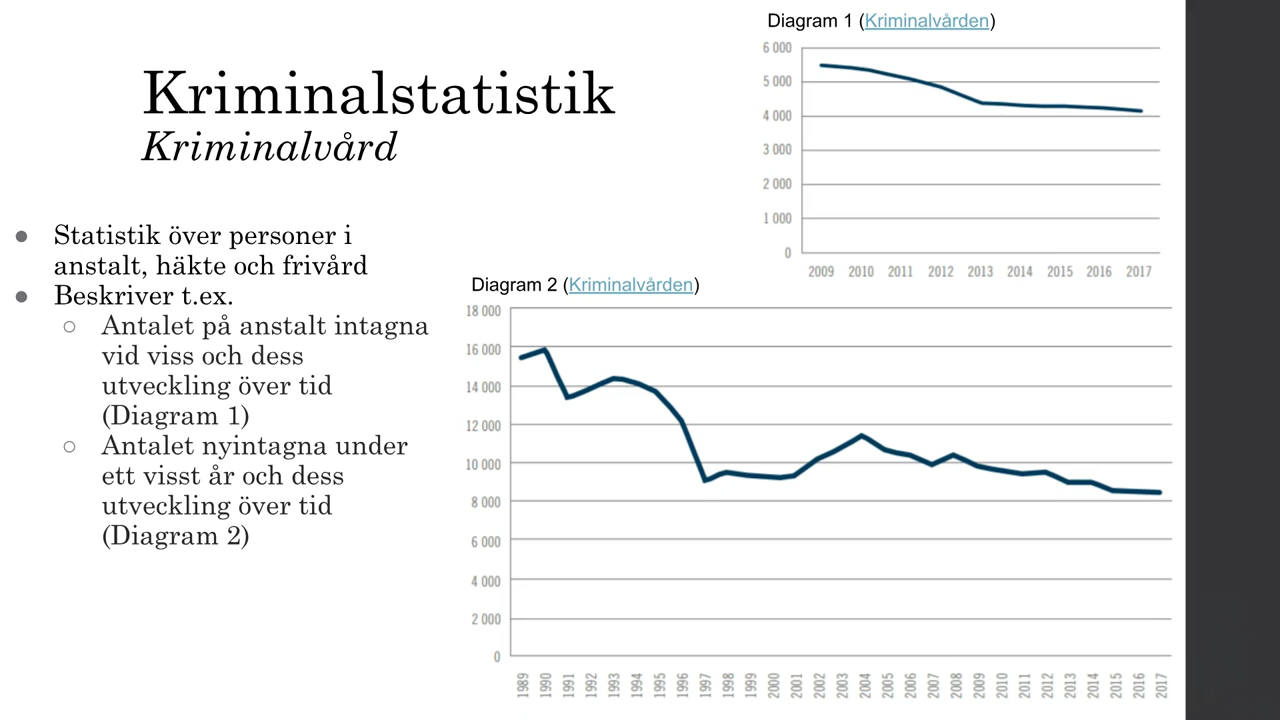 Kriminalstatistik
Kriminalvård
● Statistik över personer i
anstalt, häkte och frivård
● Beskriver t.ex.
○ Antalet på anstalt intagna
vid viss och dess
utveckling över tid
(Diagram 1)
○ Antalet nyintagna under
ett visst år och dess
utveckling över tid
(Diagram 2)
Diagram 1 (Kriminalvården)
6 000
5 000
4 000
3 000
2 000
1 000
0
2009 2010 2011 2012 2013 2014 2015 2016 2017
Diagram 2 (Kriminalvården)
18 000
16 000
14 000
12 000
10 000
8 000
6 000
4 000
2 000
0
1989 1990 1991 1992 1993 1994 1995 1996 1997 1998 1999 2000 2001 2002 2003 2004 2005 2006 2007 2008 2009 2010 2011 2012 2013 2014 2015 2016 2017